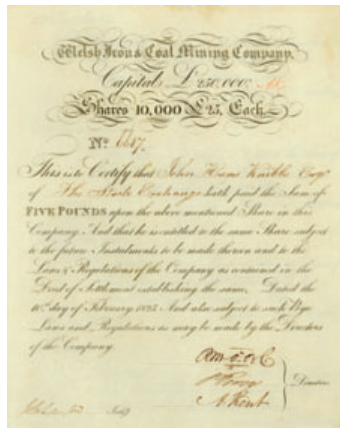 Welsh Iron & Coal Mining Company,
Capital £250,000
Shares 10,000 £25, Each.
No.
This is to Certify that John Esqr
of The Stock Exchange hath paid the Sum of
FIVE POUNDS upon the above mentioned Share in this
Company. And that he is entitled to the same Share subject
to the future Instalments to be made thereon and to the
Laws & Regulations of the Company as contained in the
Deed of Settlement establishing the same. Dated the
day of February 1825 And also subject to such Bye
Laws and Regulations as may be made by the Directors
of the Company.
A. Kent
Directors